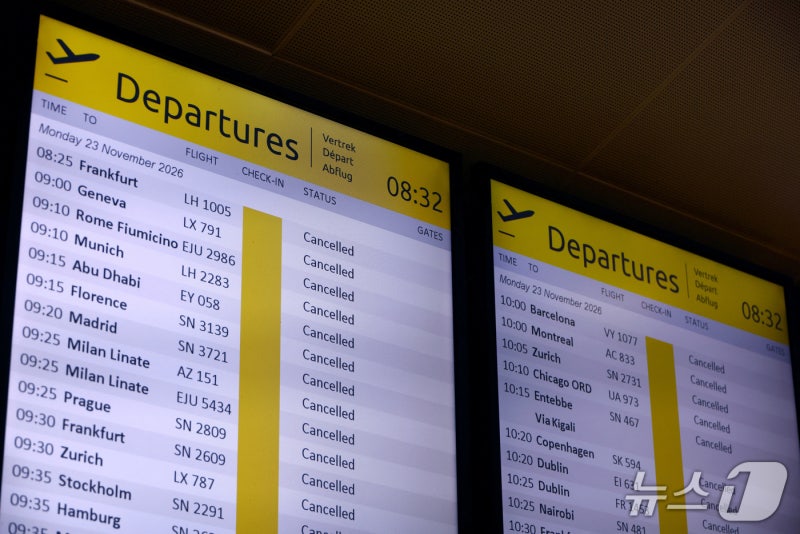 Departures
Vertrek
Départ
Abflug
08:32
TIME TO FLIGHT CHECK-IN STATUS GATES
Monday 23 November 2026
08:25 Frankfurt LH 1005 Cancelled
09:00 Geneva LX 791 Cancelled
09:10 Rome Fiumicino EJU 2986 Cancelled
09:10 Munich LH 2283 Cancelled
09:15 Abu Dhabi EY 058 Cancelled
09:15 Florence SN 3139 Cancelled
09:20 Madrid SN 3721 Cancelled
09:25 Milan Linate AZ 151 Cancelled
09:25 Milan Linate EJU 5434 Cancelled
09:25 Prague SN 2809 Cancelled
09:30 Frankfurt SN 2609 Cancelled
09:30 Zurich LX 787 Cancelled
09:35 Stockholm SN 2291 Cancelled
09:35 Hamburg SN
Departures
Vertrek
Départ
Abflug
08:32
TIME TO FLIGHT CHECK-IN STATUS GATES
Monday 23 November 2026
10:00 Barcelona VY 1077 Cancelled
10:00 Montreal AC 833 Cancelled
10:05 Zurich SN 2731 Cancelled
10:10 Chicago ORD UA 973 Cancelled
10:15 Entebbe SN 467 Cancelled
Via Kigali
10:20 Copenhagen SK 594 Cancelled
10:20 Dublin EI Cancelled
10:25 Dublin FR Cancelled
10:25 Nairobi SN 481
10:30
뉴스1